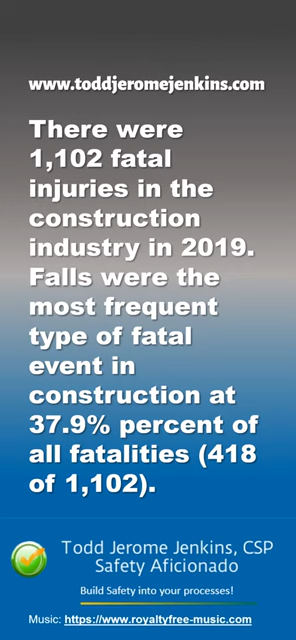 www.toddjeromejenkins.com
There were
1,102 fatal
injuries in the
construction
industry in 2019.
Falls were the
most frequent
type of fatal
event in
construction at
37.9% percent of
all fatalities (418
of 1,102).
Todd Jerome Jenkins, CSP
Safety Aficionado
Build Safety into your processes!
Music: https://www.royaltyfree-music.com